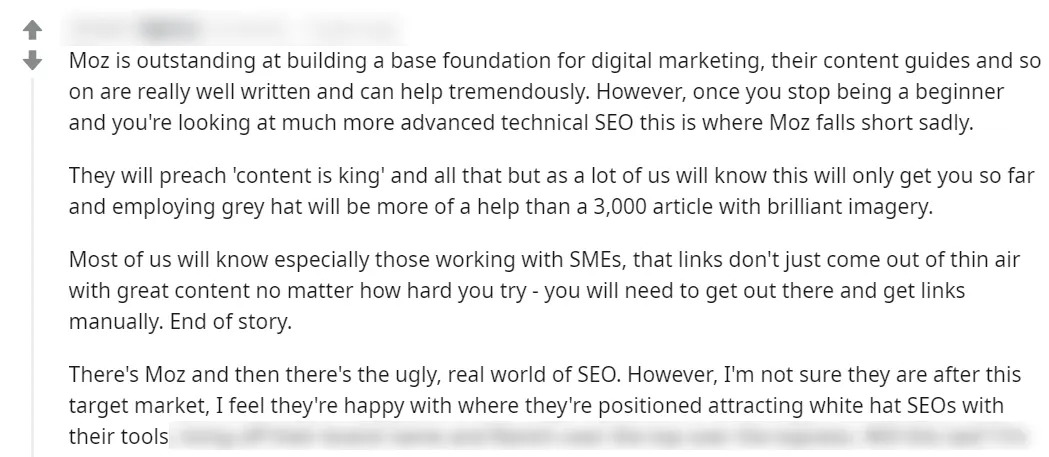 Moz is outstanding at building a base foundation for digital marketing, their content guides and so
on are really well written and can help tremendously. However, once you stop being a beginner
and you're looking at much more advanced technical SEO this is where Moz falls short sadly.
They will preach 'content is king' and all that but as a lot of us will know this will only get you so far
and employing grey hat will be more of a help than a 3,000 article with brilliant imagery.
Most of us will know especially those working with SMEs, that links don't just come out of thin air
with great content no matter how hard you try - you will need to get out there and get links
manually. End of story.
There's Moz and then there's the ugly, real world of SEO. However, I'm not sure they are after this
target market, I feel they're happy with where they're positioned attracting white hat SEOs with
their tools